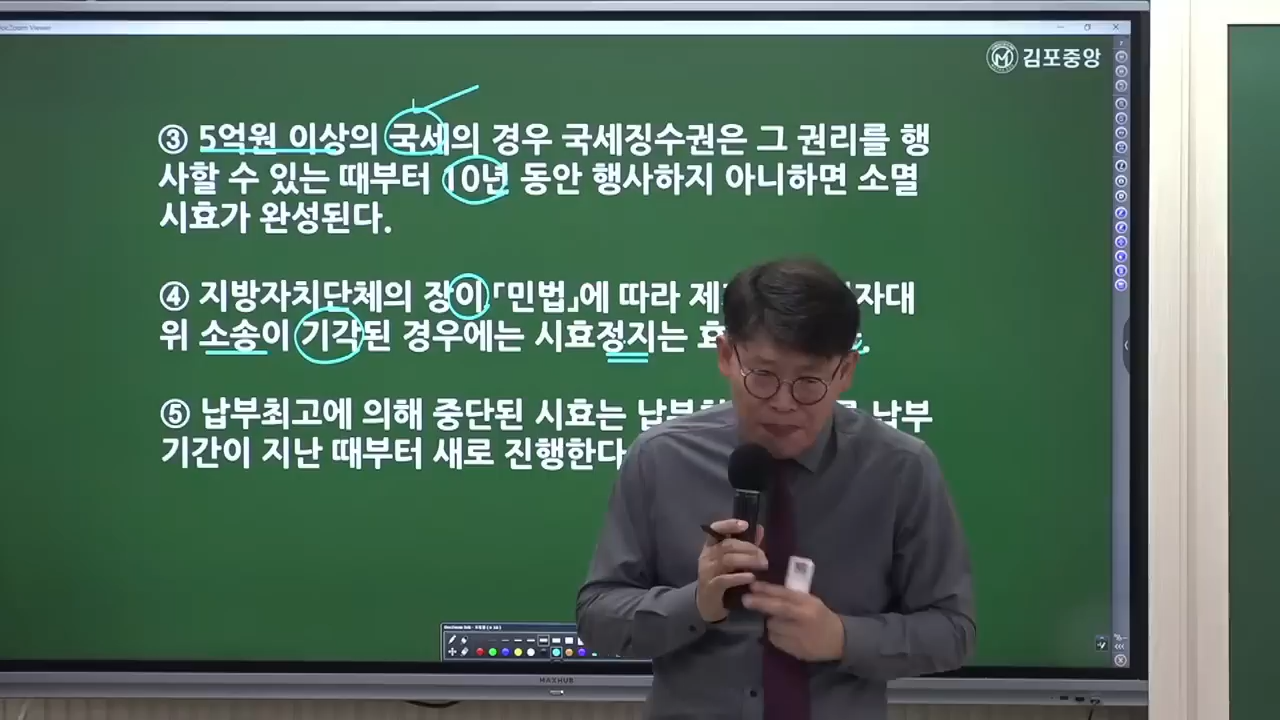 김포중앙
③ 5억원 이상의 국세의 경우 국세징수권은 그 권리를 행
사할 수 있는 때부터 10년 동안 행사하지 아니하면 소멸
시효가 완성된다.
④ 지방자치단체의 장이「민법」에 따라 자대
위 소송이 기각된 경우에는 시효정지는
⑤ 납부최고에 의해 중단된 시효는 납부
기간이 지난 때부터 새로 진행한다
MAXHUB